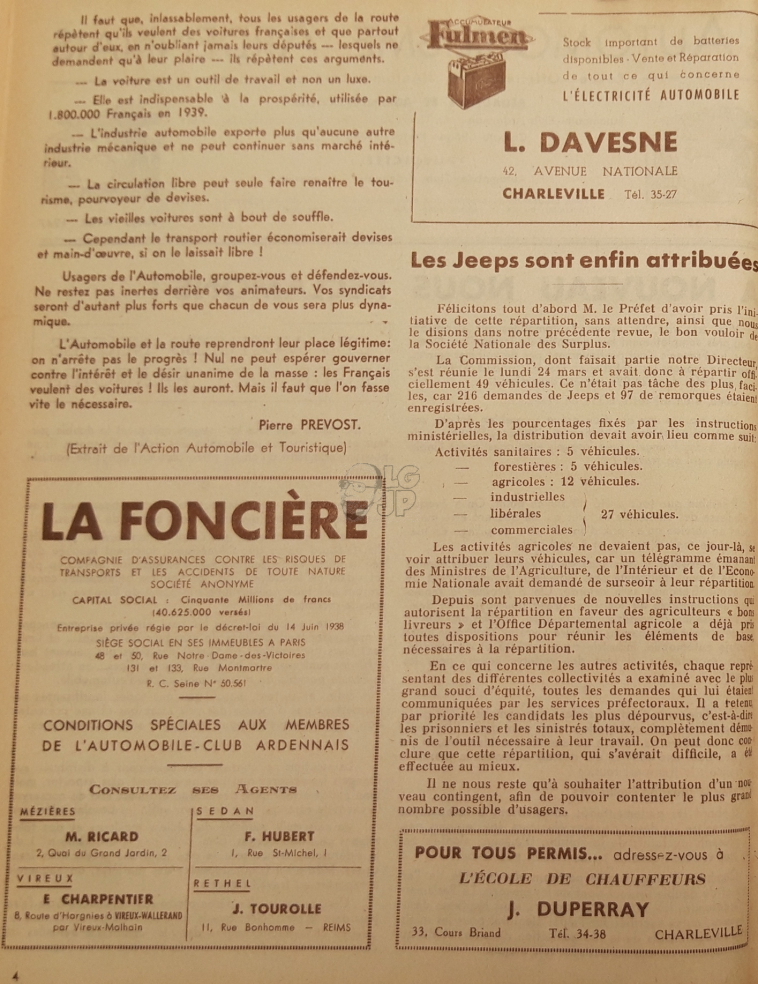 Il faut que, inlassablement, tous les usagers de la route
répètent qu'ils veulent des voitures françaises et que partout
autour d'eux, en n'oubliant jamais leurs députés — lesquels ne
demandent qu'à leur plaire — ils répètent ces arguments.
— La voiture est un outil de travail et non un luxe.
— Elle est indispensable à la prospérité, utilisée par
1.800.000 Français en 1939.
— L'industrie automobile exporte plus qu'aucune autre
industrie mécanique et ne peut continuer sans marché inté-
rieur.
— La circulation libre peut seule faire renaître le tou-
risme, pourvoyeur de devises.
— Les vieilles voitures sont à bout de souffle.
— Cependant le transport routier économiserait devises
et main-d'œuvre, si on le laissait libre !
Usagers de l'Automobile, groupez-vous et défendez-vous.
Ne restez pas inertes derrière vos animateurs. Vos syndicats
seront d'autant plus forts que chacun de vous sera plus dyna-
mique.
L'Automobile et la route reprendront leur place légitime:
on n'arrête pas le progrès ! Nul ne peut espérer gouverner
contre l'intérêt et le désir unanime de la masse : les Français
veulent des voitures ! Ils les auront. Mais il faut que l'on fasse
vite le nécessaire.
Pierre PREVOST.
(Extrait de l'Action Automobile et Touristique)
LA FONCIÈRE
COMPAGNIE D'ASSURANCES CONTRE LES RISQUES DE
TRANSPORTS ET LES ACCIDENTS DE TOUTE NATURE
SOCIÉTÉ ANONYME
CAPITAL SOCIAL : Cinquante Millions de francs
(40.625.000 versés)
Entreprise privée régie par le décret-loi du 14 Juin 1938
SIÈGE SOCIAL EN SES IMMEUBLES A PARIS
48 et 50, Rue Notre-Dame-des-Victoires
131 et 133, Rue Montmartre
R. C. Seine N° 60.561
CONDITIONS SPÉCIALES AUX MEMBRES
DE L'AUTOMOBILE-CLUB ARDENNAIS
CONSULTEZ SES AGENTS
MÉZIÈRES
M. RICARD
2, Quai du Grand Jardin, 2
SEDAN
F. HUBERT
1, Rue St-Michel, 1
VIREUX
E CHARPENTIER
8, Route d'Hargnies à VIREUX-WALLERAND
par Vireux-Molhain
RETHEL
J. TOUROLLE
11, Rue Bonhomme — REIMS
4
ACCUMULATEUR
Fulmen
Stock important de batteries
disponibles - Vente et Réparation
de tout ce qui concerne
L'ÉLECTRICITÉ AUTOMOBILE
L. DAVESNE
42, AVENUE NATIONALE
CHARLEVILLE Tél. 35-27
Les Jeeps sont enfin attribuées
Félicitons tout d'abord M. le Préfet d'avoir pris l'ini-
tiative de cette répartition, sans attendre, ainsi que nous
le disions dans notre précédente revue, le bon vouloir de
la Société Nationale des Surplus.
La Commission, dont faisait partie notre Directeur
s'est réunie le lundi 24 mars et avait donc à répartir offi-
ciellement 49 véhicules. Ce n'était pas tâche des plus faci-
les, car 216 demandes de Jeeps et 97 de remorques étaient
enregistrées.
D'après les pourcentages fixés par les instructions
ministérielles, la distribution devait avoir lieu comme suit:
Activités sanitaires : 5 véhicules.
— forestières : 5 véhicules.
— agricoles : 12 véhicules.
— industrielles
— libérales 27 véhicules.
— commerciales
Les activités agricoles ne devaient pas, ce jour-là, se
voir attribuer leurs véhicules, car un télégramme émanant
des Ministres de l'Agriculture, de l'Intérieur et de l'Econo-
mie Nationale avait demandé de surseoir à leur répartition.
Depuis sont parvenues de nouvelles instructions qui
autorisent la répartition en faveur des agriculteurs « bons
livreurs » et l'Office Départemental agricole a déjà pris
toutes dispositions pour réunir les éléments de base
nécessaires à la répartition.
En ce qui concerne les autres activités, chaque repré-
sentant des différentes collectivités a examiné avec le plus
grand souci d'équité, toutes les demandes qui lui étaient
communiquées par les services préfectoraux. Il a retenu
par priorité les candidats les plus dépourvus, c'est-à-dire
les prisonniers et les sinistrés totaux, complètement dému-
nis de l'outil nécessaire à leur travail. On peut donc con-
clure que cette répartition, qui s'avérait difficile, a été
effectuée au mieux.
Il ne nous reste qu'à souhaiter l'attribution d'un nou-
veau contingent, afin de pouvoir contenter le plus grand
nombre possible d'usagers.
POUR TOUS PERMIS... adressez-vous à
L'ÉCOLE DE CHAUFFEURS
J. DUPERRAY
33, Cours Briand Tél. 34-38 CHARLEVILLE
LG
JP